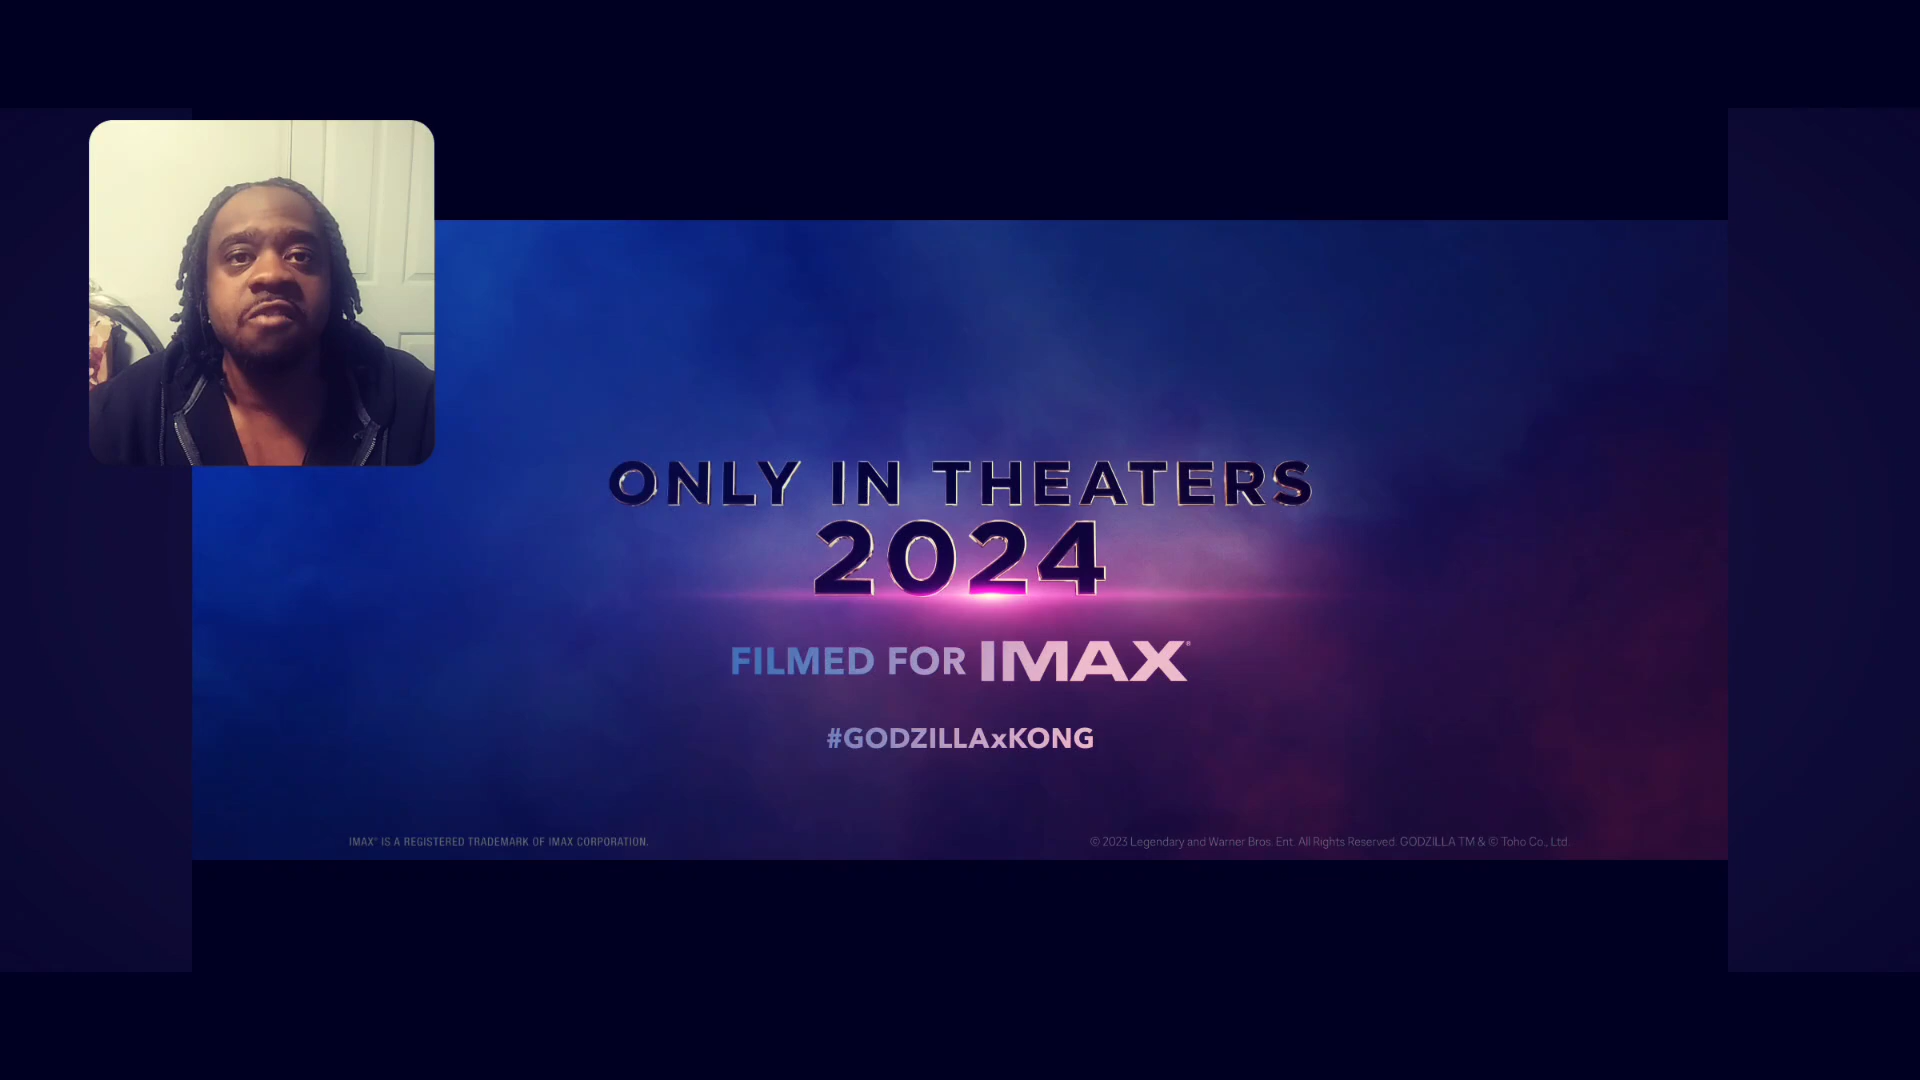 ONLY IN THEATERS
2024
FILMED FOR IMAX®
#GODZILLAxKONG
IMAX® IS A REGISTERED TRADEMARK OF IMAX CORPORATION.
© 2023 Legendary and Warner Bros. Ent. All Rights Reserved. GODZILLA TM & © Toho Co., Ltd.